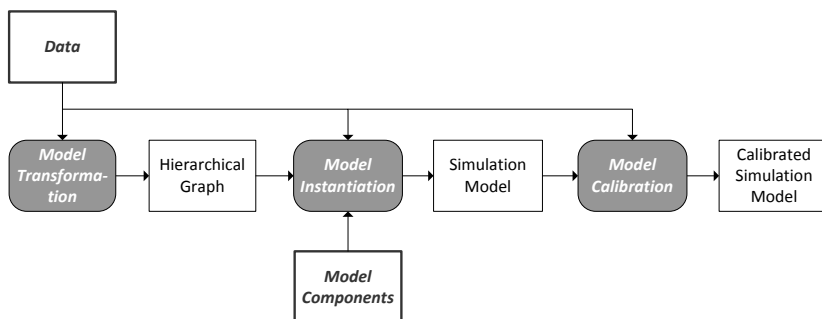 Data
Model
Transforma-
tion
Hierarchical
Graph
Model
Instantiation
Simulation
Model
Model
Calibration
Calibrated
Simulation
Model
Model
Components